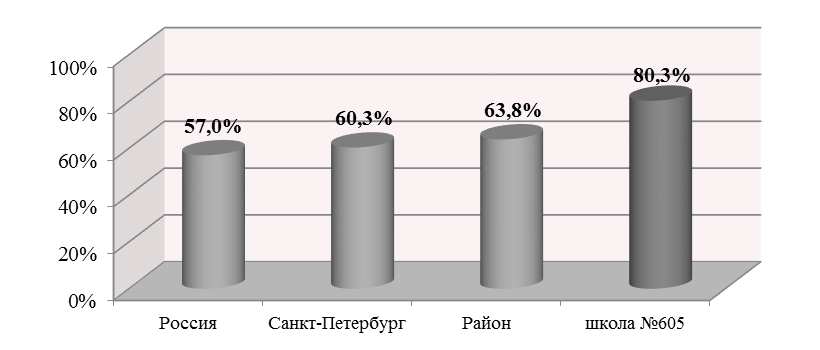 100%
80%
60%
40%
20%
0%
57,0%
60,3%
63,8%
80,3%
Россия
Санкт-Петербург
Район
школа №605